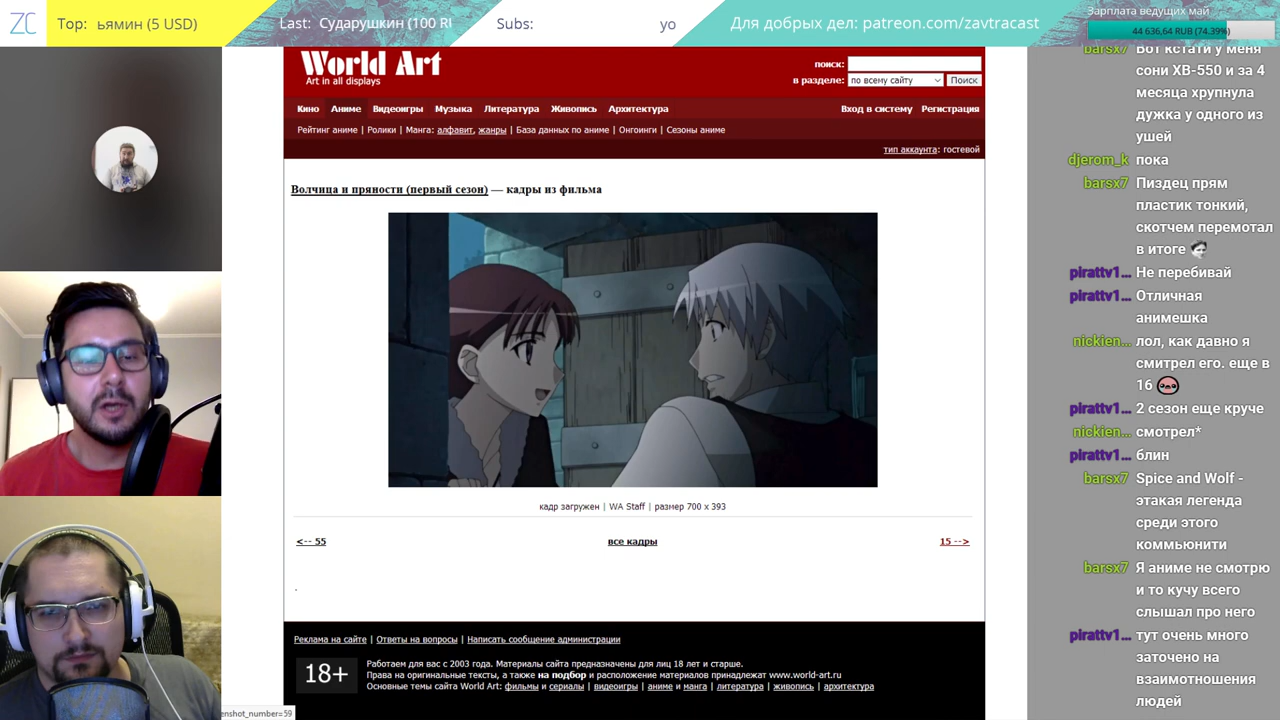 ZC
Top: ьямин (5 USD)
Last: Сударушкин (100 RU
Subs: yo
Для добрых дел: patreon.com/zavtracast
Зарплата ведущих май
44 636,64 RUB (74.39%)
World Art
Art in all displays
поиск:
в разделе: по всему сайту Поиск
Кино Аниме Видеоигры Музыка Литература Живопись Архитектура Вход в систему Регистрация
Рейтинг аниме | Ролики | Манга: алфавит, жанры | База данных по аниме | Онгоинги | Сезоны аниме
тип аккаунта: гостевой
Волчица и пряности (первый сезон) — кадры из фильма
кадр загружен | WA Staff | размер 700 x 393
<-- 55 все кадры 15 -->
.
Реклама на сайте | Ответы на вопросы | Написать сообщение администрации
18+
Работаем для вас с 2003 года. Материалы сайта предназначены для лиц 18 лет и старше.
Права на оригинальные тексты, а также на подбор и расположение материалов принадлежат www.world-art.ru
Основные темы сайта World Art: фильмы и сериалы | видеоигры | аниме и манга | литература | живопись | архитектура
enshot_number=59
barsx7 Вот кстати у меня
сони XB-550 и за 4
месяца хрупнула
дужка у одного из
ушей
djerom_k пока
barsx7 Пиздец прям
пластик тонкий,
скотчем перемотал
в итоге
pirattv1... Не перебивай
pirattv1... Отличная
анимешка
nickien... лол, как давно я
смитрел его. еще в
16
pirattv1... 2 сезон еще круче
nickien... смотрел*
pirattv1... блин
barsx7 Spice and Wolf -
этакая легенда
среди этого
коммьюнити
barsx7 Я аниме не смотрю
и то кучу всего
слышал про него
pirattv1... тут очень много
заточено на
взаимотношения
людей